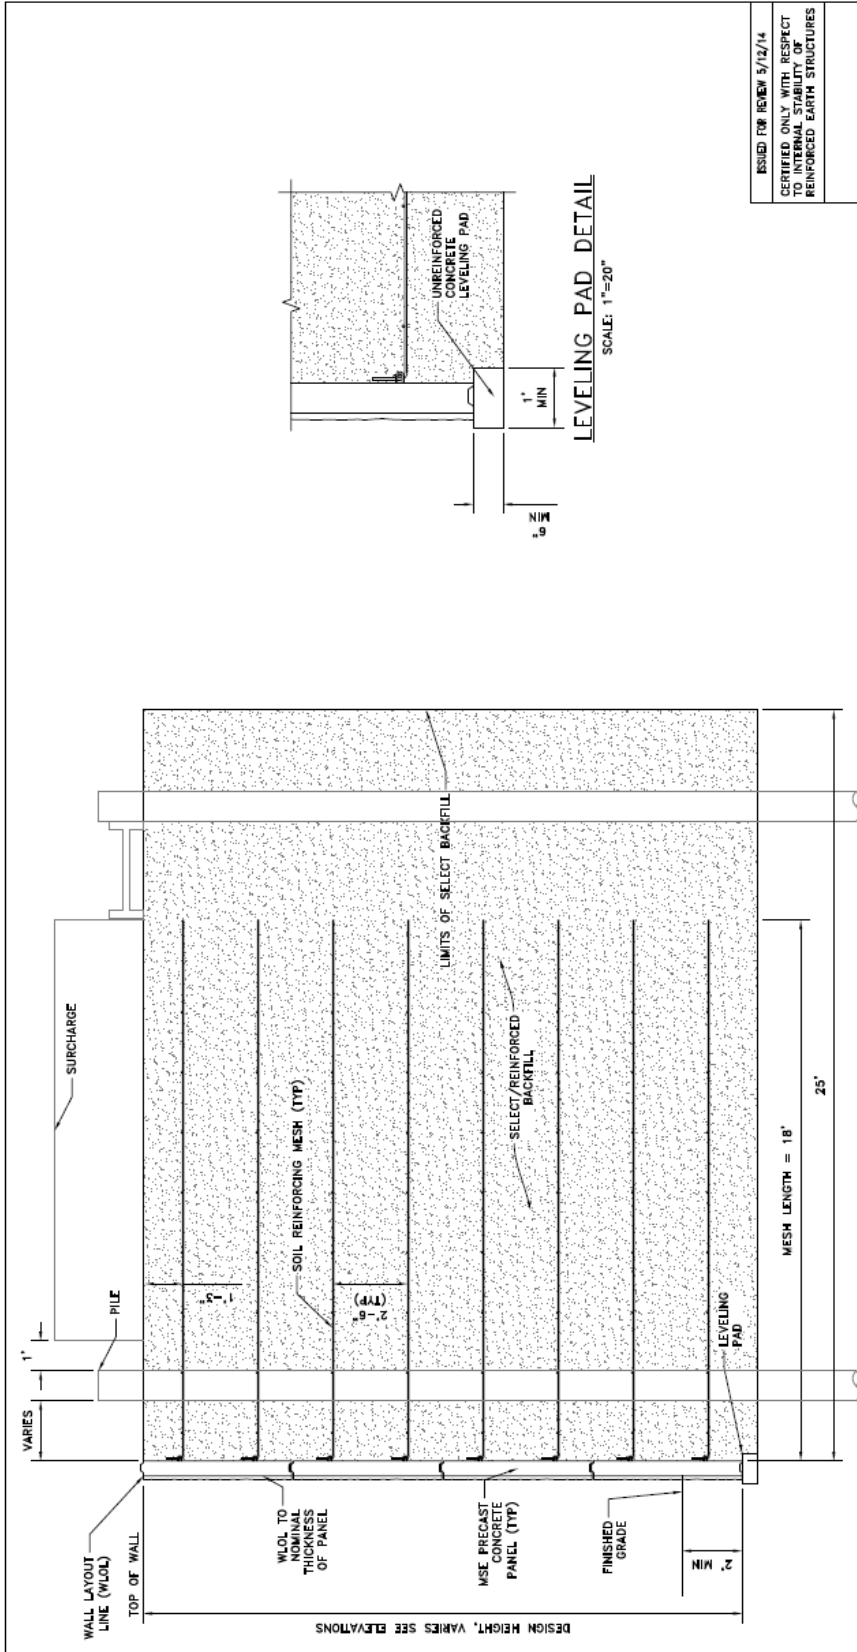 ISSUED FOR REVIEW 5/12/14
CERTIFIED ONLY WITH RESPECT
TO INTERNAL STABILITY OF
REINFORCED EARTH STRUCTURES
UNREINFORCED
CONCRETE
LEVELING PAD
1'
MIN
6"
MIN
LEVELING PAD DETAIL
SCALE: 1"=20"
WALL LAYOUT
LINE (WLOL)
TOP OF WALL
VARIES
1'
PILE
SURCHARGE
WLOL TO
NOMINAL
THICKNESS
OF PANEL
1'-3"
SOIL REINFORCING MESH (TYP)
2'-6"
(TYP)
LIMITS OF SELECT BACKFILL
MSE PRECAST
CONCRETE
PANEL (TYP)
SELECT/REINFORCED
BACKFILL
FINISHED
GRADE
2' MIN
LEVELING
PAD
MESH LENGTH = 18'
25'
DESIGN HEIGHT, VARIES SEE ELEVATIONS